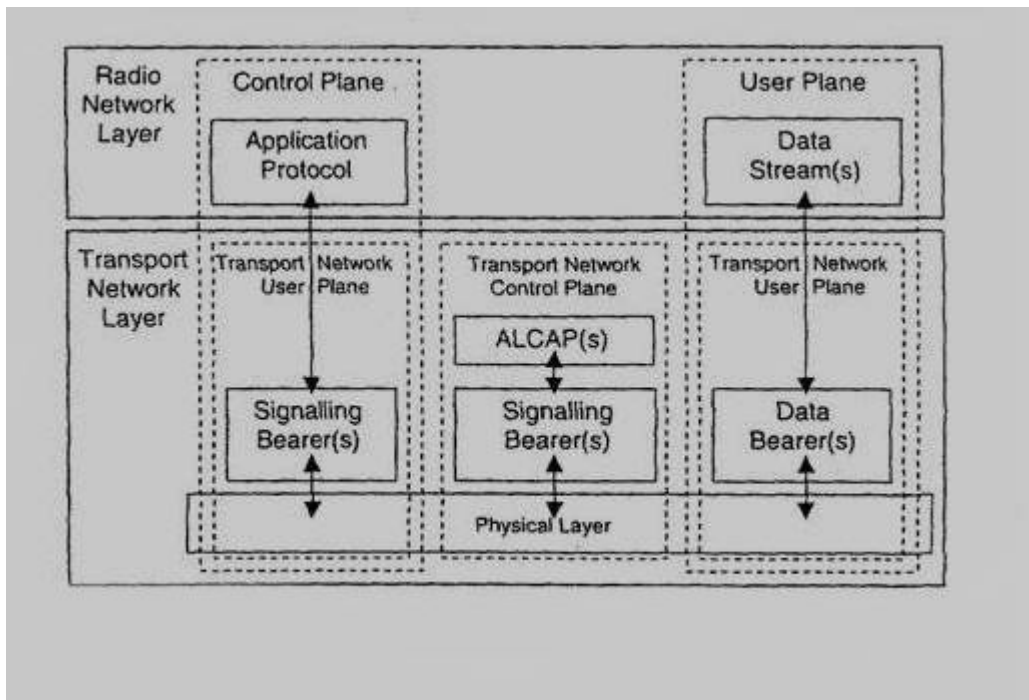 Radio
Network
Layer
Control Plane
Application
Protocol
User Plane
Data
Stream(s)
Transport
Network
Layer
Transport Network
User Plane
Signalling
Bearer(s)
Transport Network
Control Plane
ALCAP(s)
Signalling
Bearer(s)
Transport Network
User Plane
Data
Bearer(s)
Physical Layer